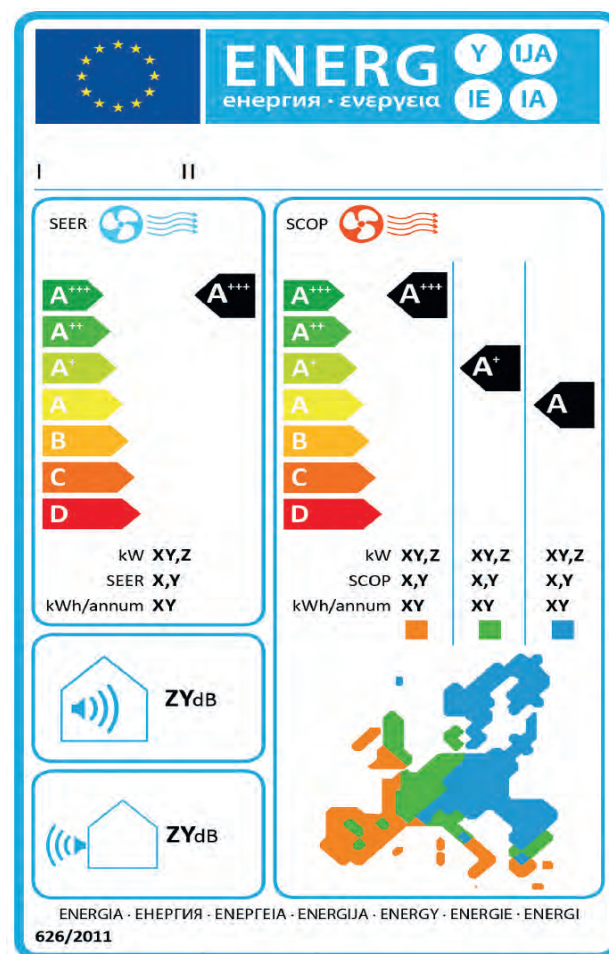 ENERG
енергия · ενεργεια
Y IJA
IE IA
I II
SEER
A+++
A++
A+
A
B
C
D
A+++
kW XY,Z
SEER X,Y
kWh/annum XY
SCOP
A+++
A++
A+
A
B
C
D
A+++
A+
A
kW XY,Z XY,Z XY,Z
SCOP X,Y X,Y X,Y
kWh/annum XY XY XY
ZYdB
ZYdB
ENERGIA · ЕНЕРГИЯ · ΕΝΕΡΓΕΙΑ · ENERGIJA · ENERGY · ENERGIE · ENERGI
626/2011